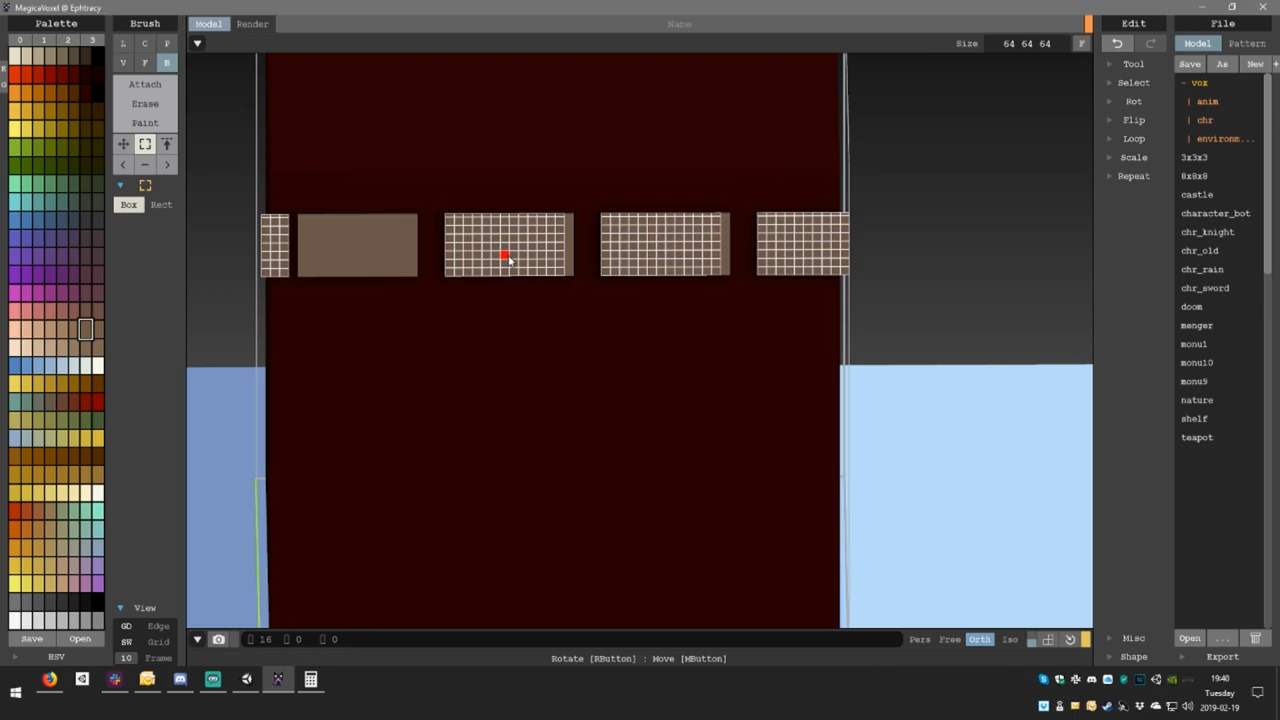 MagicaVoxel @ Ephtracy
Palette
Brush
Model
Render
Name
Edit
File
0
1
2
3
L
C
P
Size
64 64 64
F
Model
Pattern
V
F
B
Tool
Save
As
New
+
Attach
Select
- vox
Erase
Rot
| anim
Paint
Flip
| chr
Loop
| environm...
Scale
3x3x3
<
-
>
Repeat
8x8x8
castle
Box
Rect
character_bot
chr_knight
chr_old
chr_rain
chr_sword
doom
menger
monu1
monu10
monu9
nature
shelf
teapot
View
GD
Edge
SW
Grid
10
Frame
Save
Open
HSV
16
0
0
Pers
Free
Orth
Iso
Misc
Shape
Open
...
Export
Rotate [RButton] : Move [MButton]
19:40
Tuesday
2019-02-19